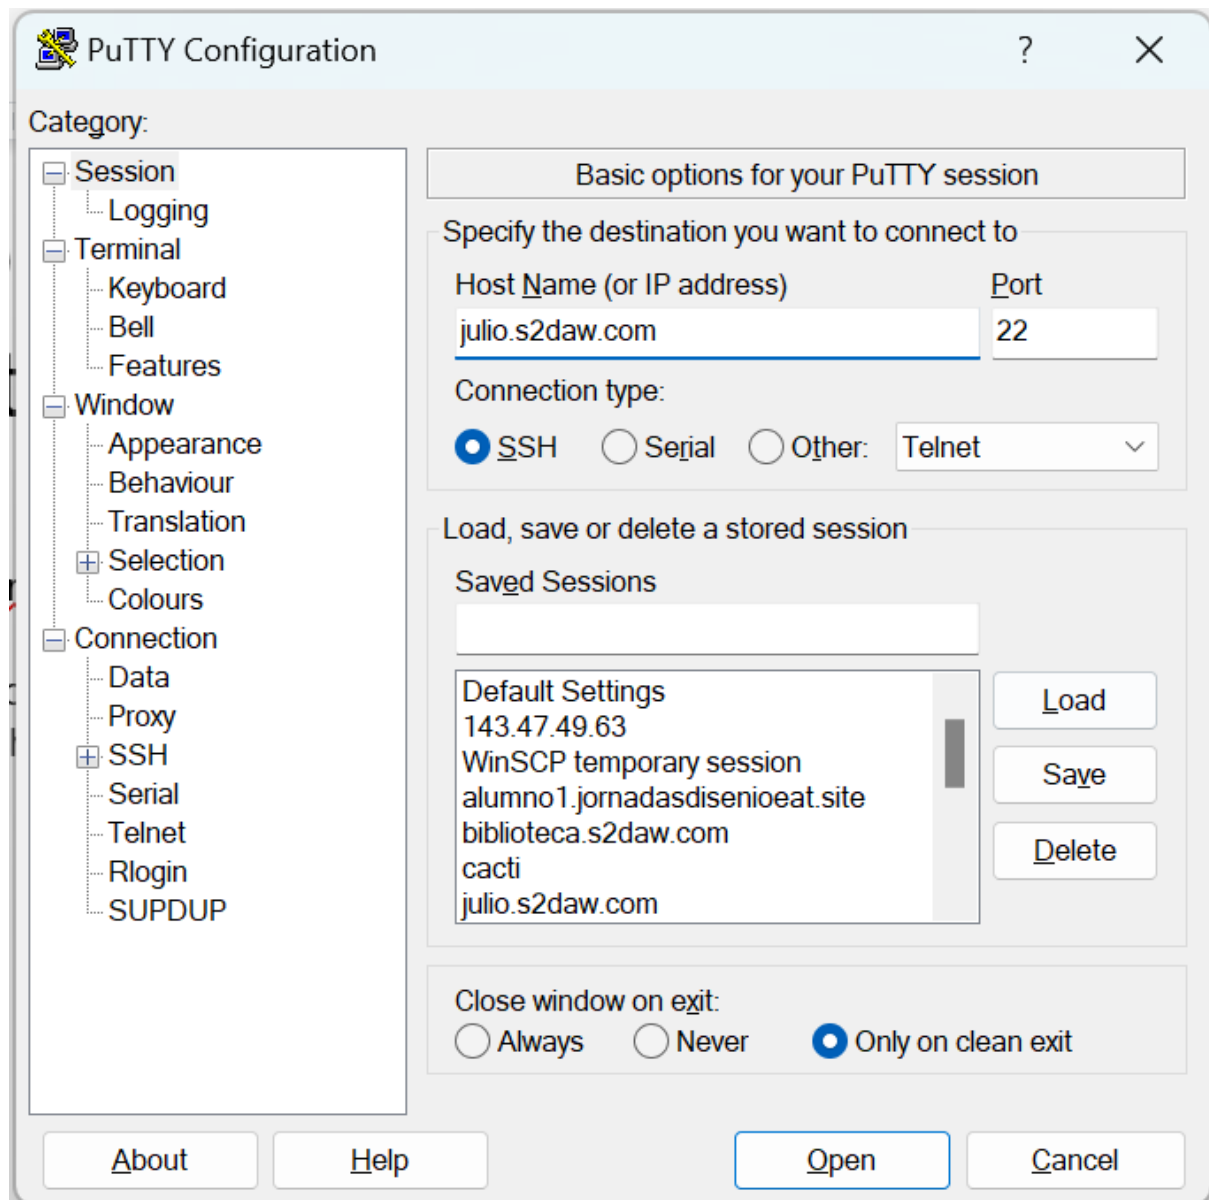 PuTTY Configuration
?
Category:
Session
Logging
Terminal
Keyboard
Bell
Features
Window
Appearance
Behaviour
Translation
Selection
Colours
Connection
Data
Proxy
SSH
Serial
Telnet
Rlogin
SUPDUP
Basic options for your PuTTY session
Specify the destination you want to connect to
Host Name (or IP address) Port
julio.s2daw.com 22
Connection type:
SSH Serial Other: Telnet
Load, save or delete a stored session
Saved Sessions
Default Settings
143.47.49.63
WinSCP temporary session
alumno1.jornadasdisenioeat.site
biblioteca.s2daw.com
cacti
julio.s2daw.com
Load
Save
Delete
Close window on exit:
Always Never Only on clean exit
About Help Open Cancel